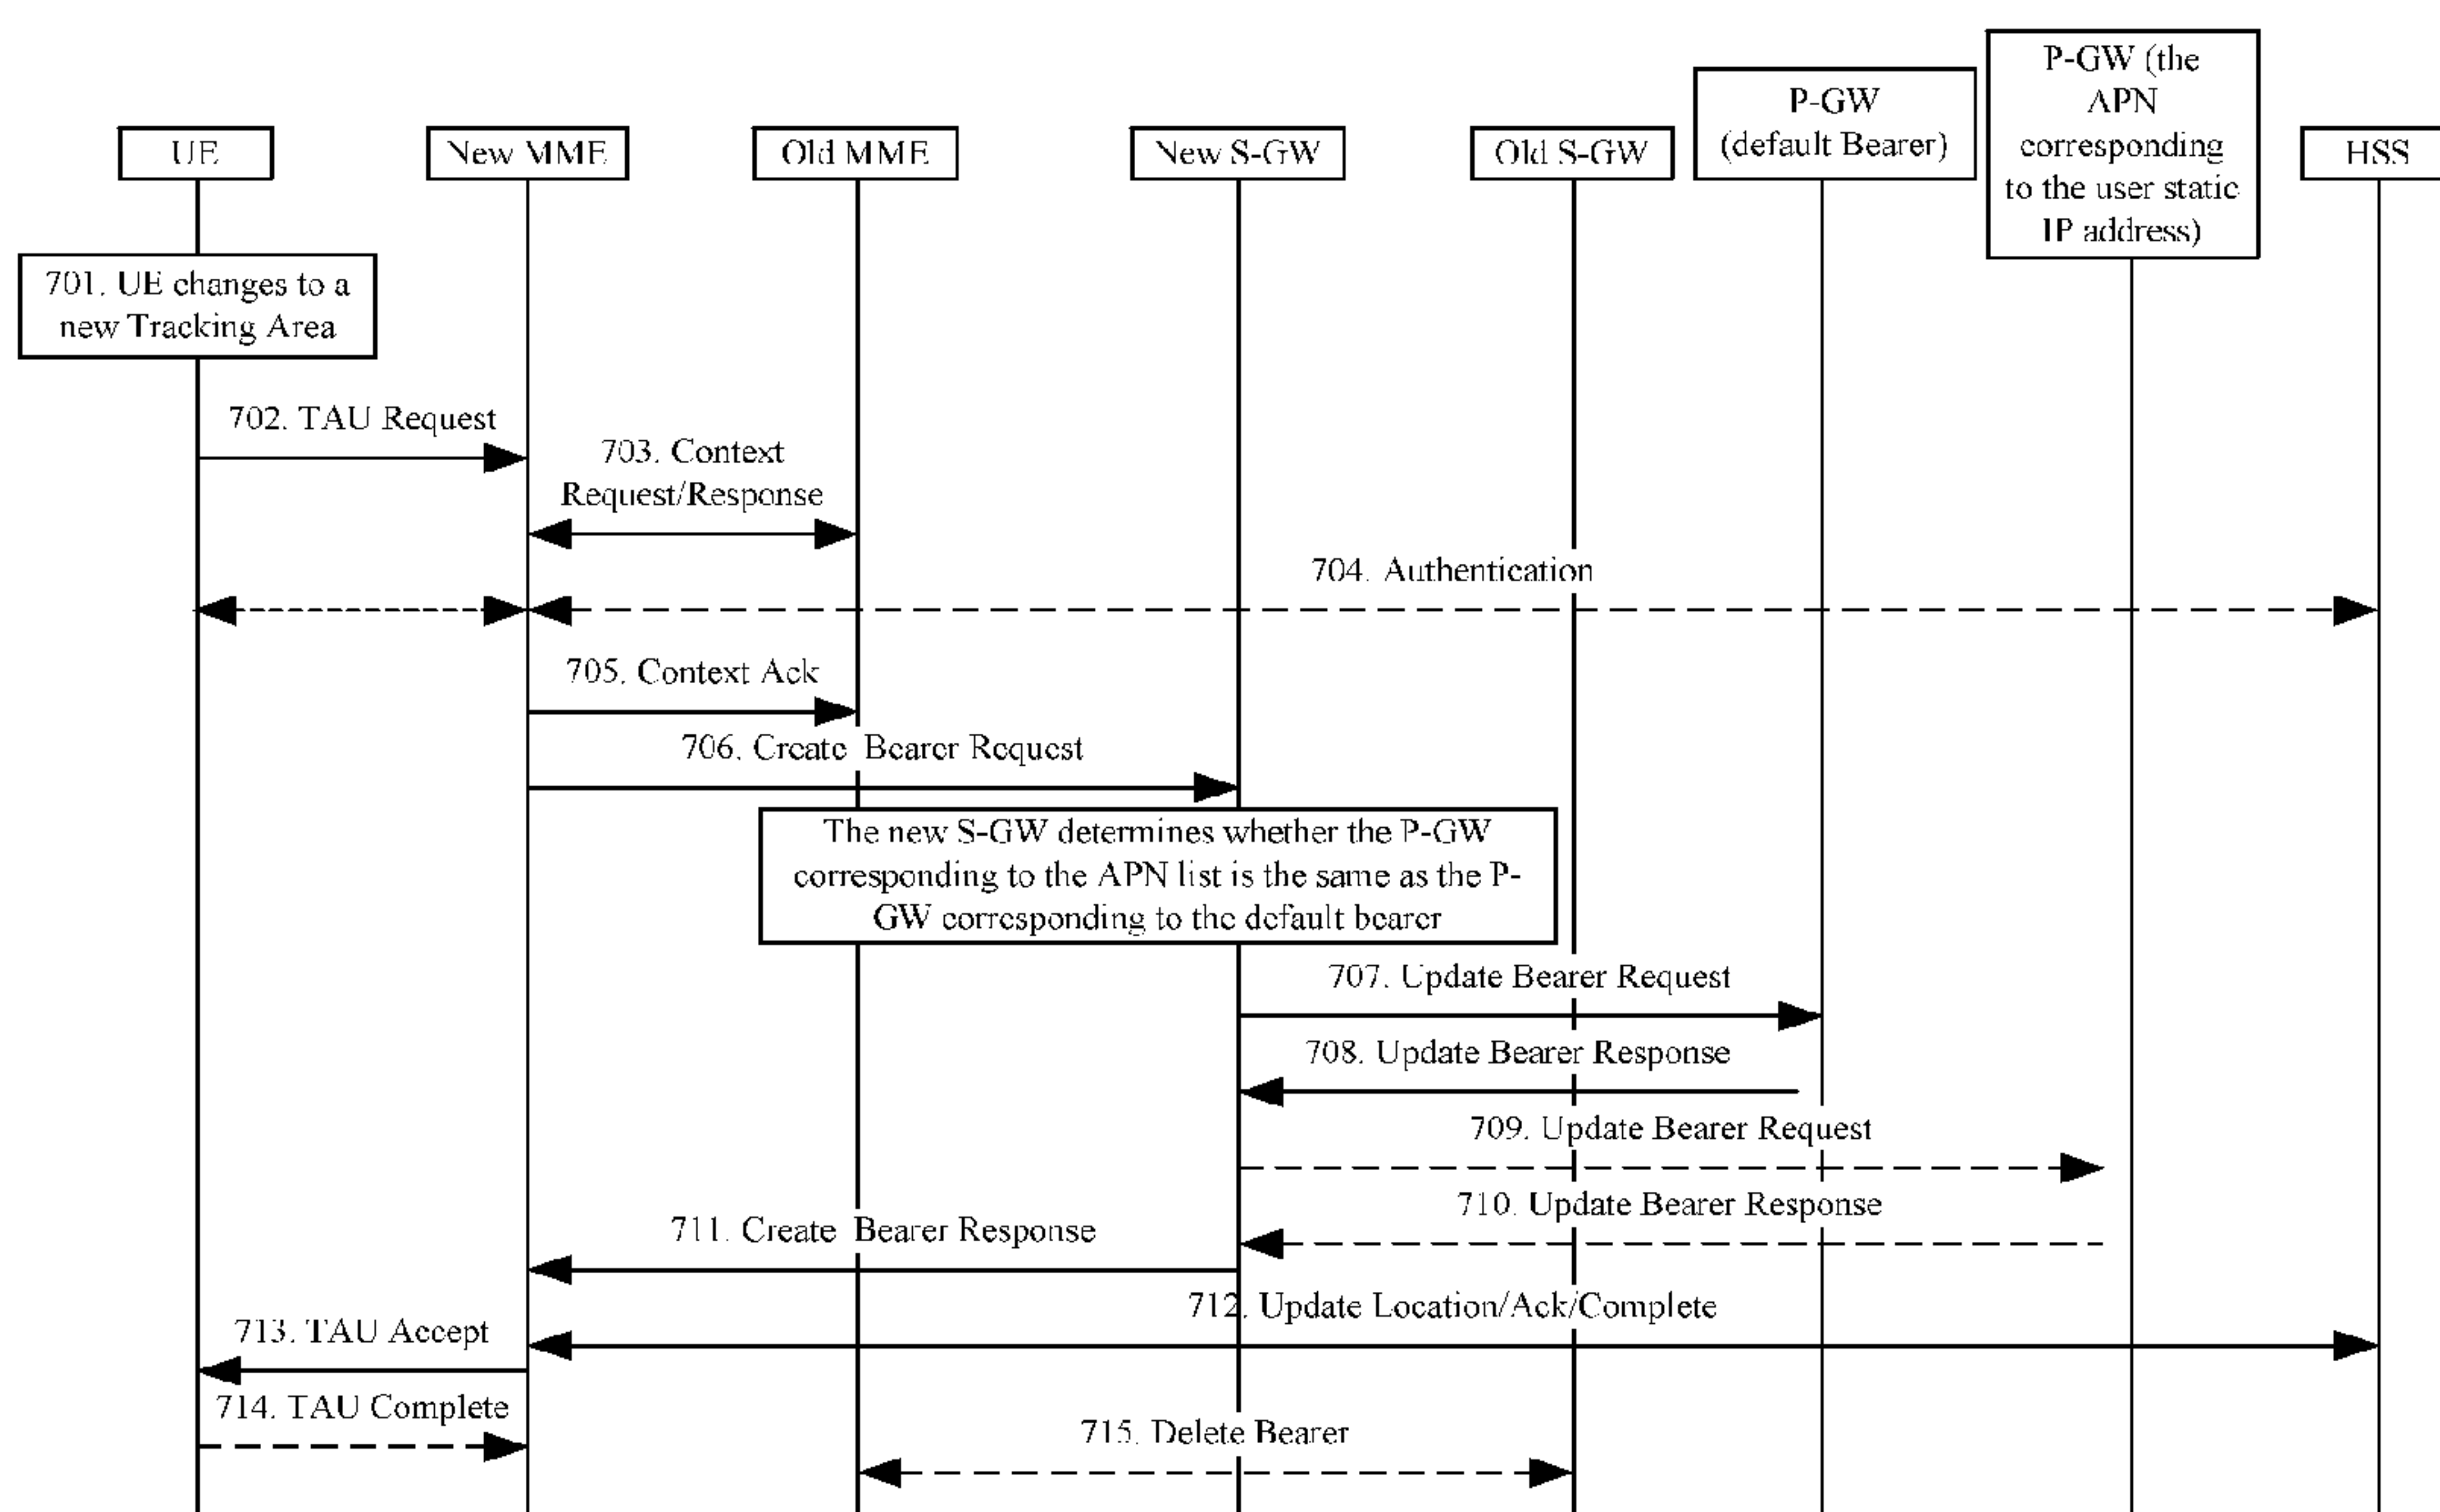 P-GW (the
APN
corresponding
to the user static
IP address)
P-GW
(default Bearer)
UE
New MME
Old MME
New S-GW
Old S-GW
HSS
701. UE changes to a
new Tracking Area
702. TAU Request
703. Context
Request/Response
704. Authentication
705. Context Ack
706. Create Bearer Request
The new S-GW determines whether the P-GW
corresponding to the APN list is the same as the P-
GW corresponding to the default bearer
707. Update Bearer Request
708. Update Bearer Response
709. Update Bearer Request
710. Update Bearer Response
711. Create Bearer Response
712. Update Location/Ack/Complete
713. TAU Accept
714. TAU Complete
715. Delete Bearer